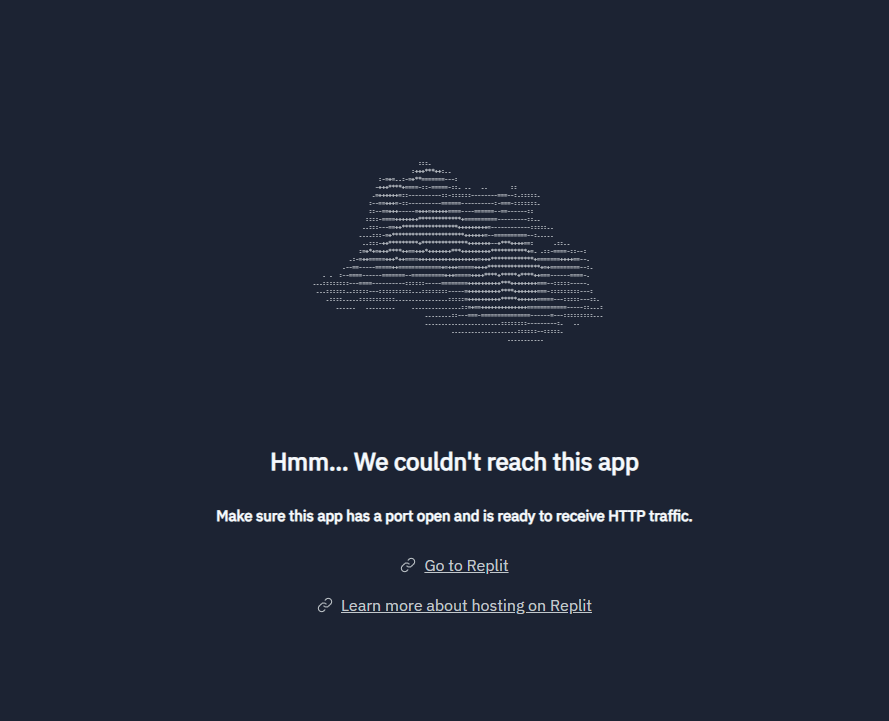 Hmm... We couldn't reach this app
Make sure this app has a port open and is ready to receive HTTP traffic.
Go to Replit
Learn more about hosting on Replit